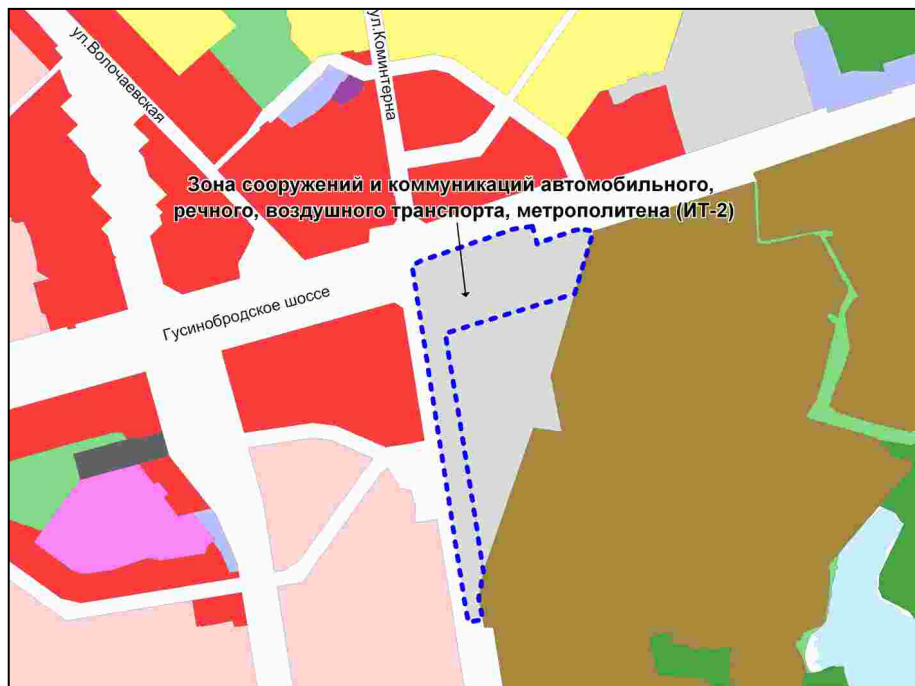 ул.Волочаевская
ул.Коминтерна
Зона сооружений и коммуникаций автомобильного,
речного, воздушного транспорта, метрополитена (ИТ-2)
Гусинобродское шоссе